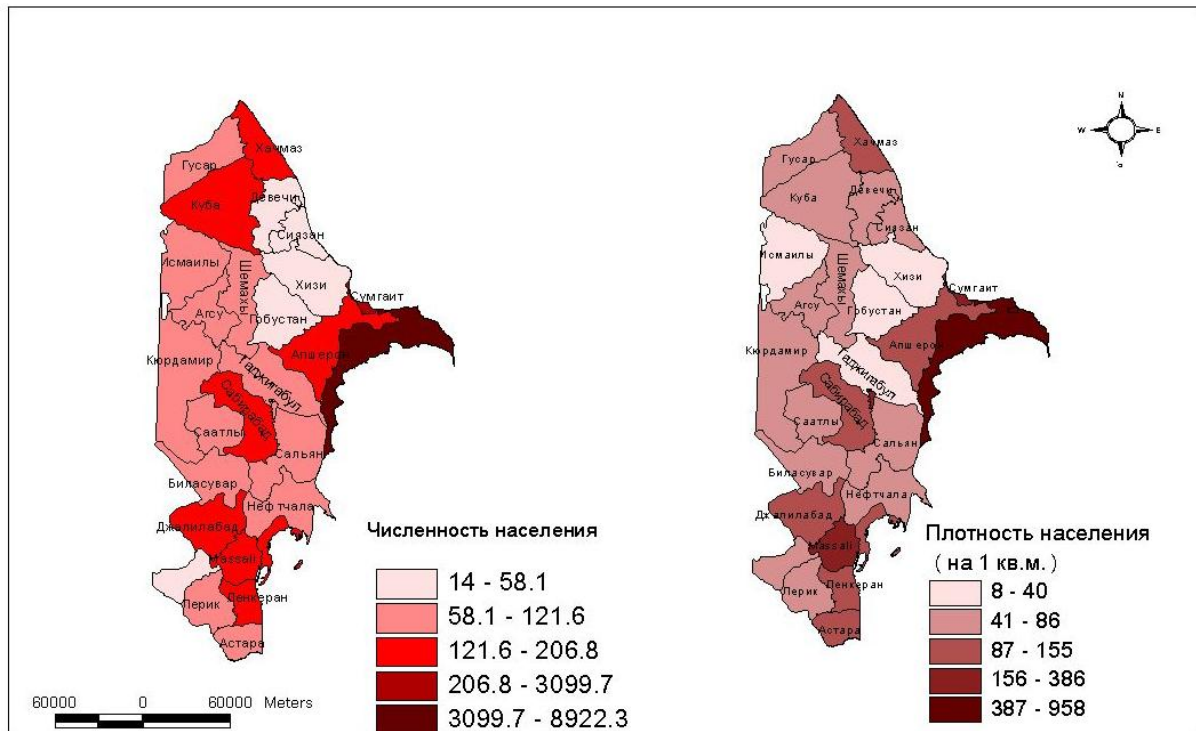 Хачмаз
Гусар
Куба
Девечи
Сиязан
Исмаилы
Шемахы
Хизи
Сумгаит
Агсу
Гобустан
Апшерон
Кюрдамир
Гаджигабул
Сабирабад
Саатлы
Сальян
Биласувар
Нефтчала
Джалилабад
Massali
Ленкеран
Лерик
Астара
60000 0 60000 Meters
Численность населения
14 - 58.1
58.1 - 121.6
121.6 - 206.8
206.8 - 3099.7
3099.7 - 8922.3
N
W E
Хачмаз
Гусар
Куба
Девечи
Сиязан
Исмаилы
Шемахы
Хизи
Сумгаит
Агсу
Гобустан
Апшерон
Кюрдамир
Гаджигабул
Сабирабад
Саатлы
Сальян
Биласувар
Нефтчала
Джалилабад
Massali
Ленкеран
Лерик
Астара
Плотность населения
( на 1 кв.м.)
8 - 40
41 - 86
87 - 155
156 - 386
387 - 958